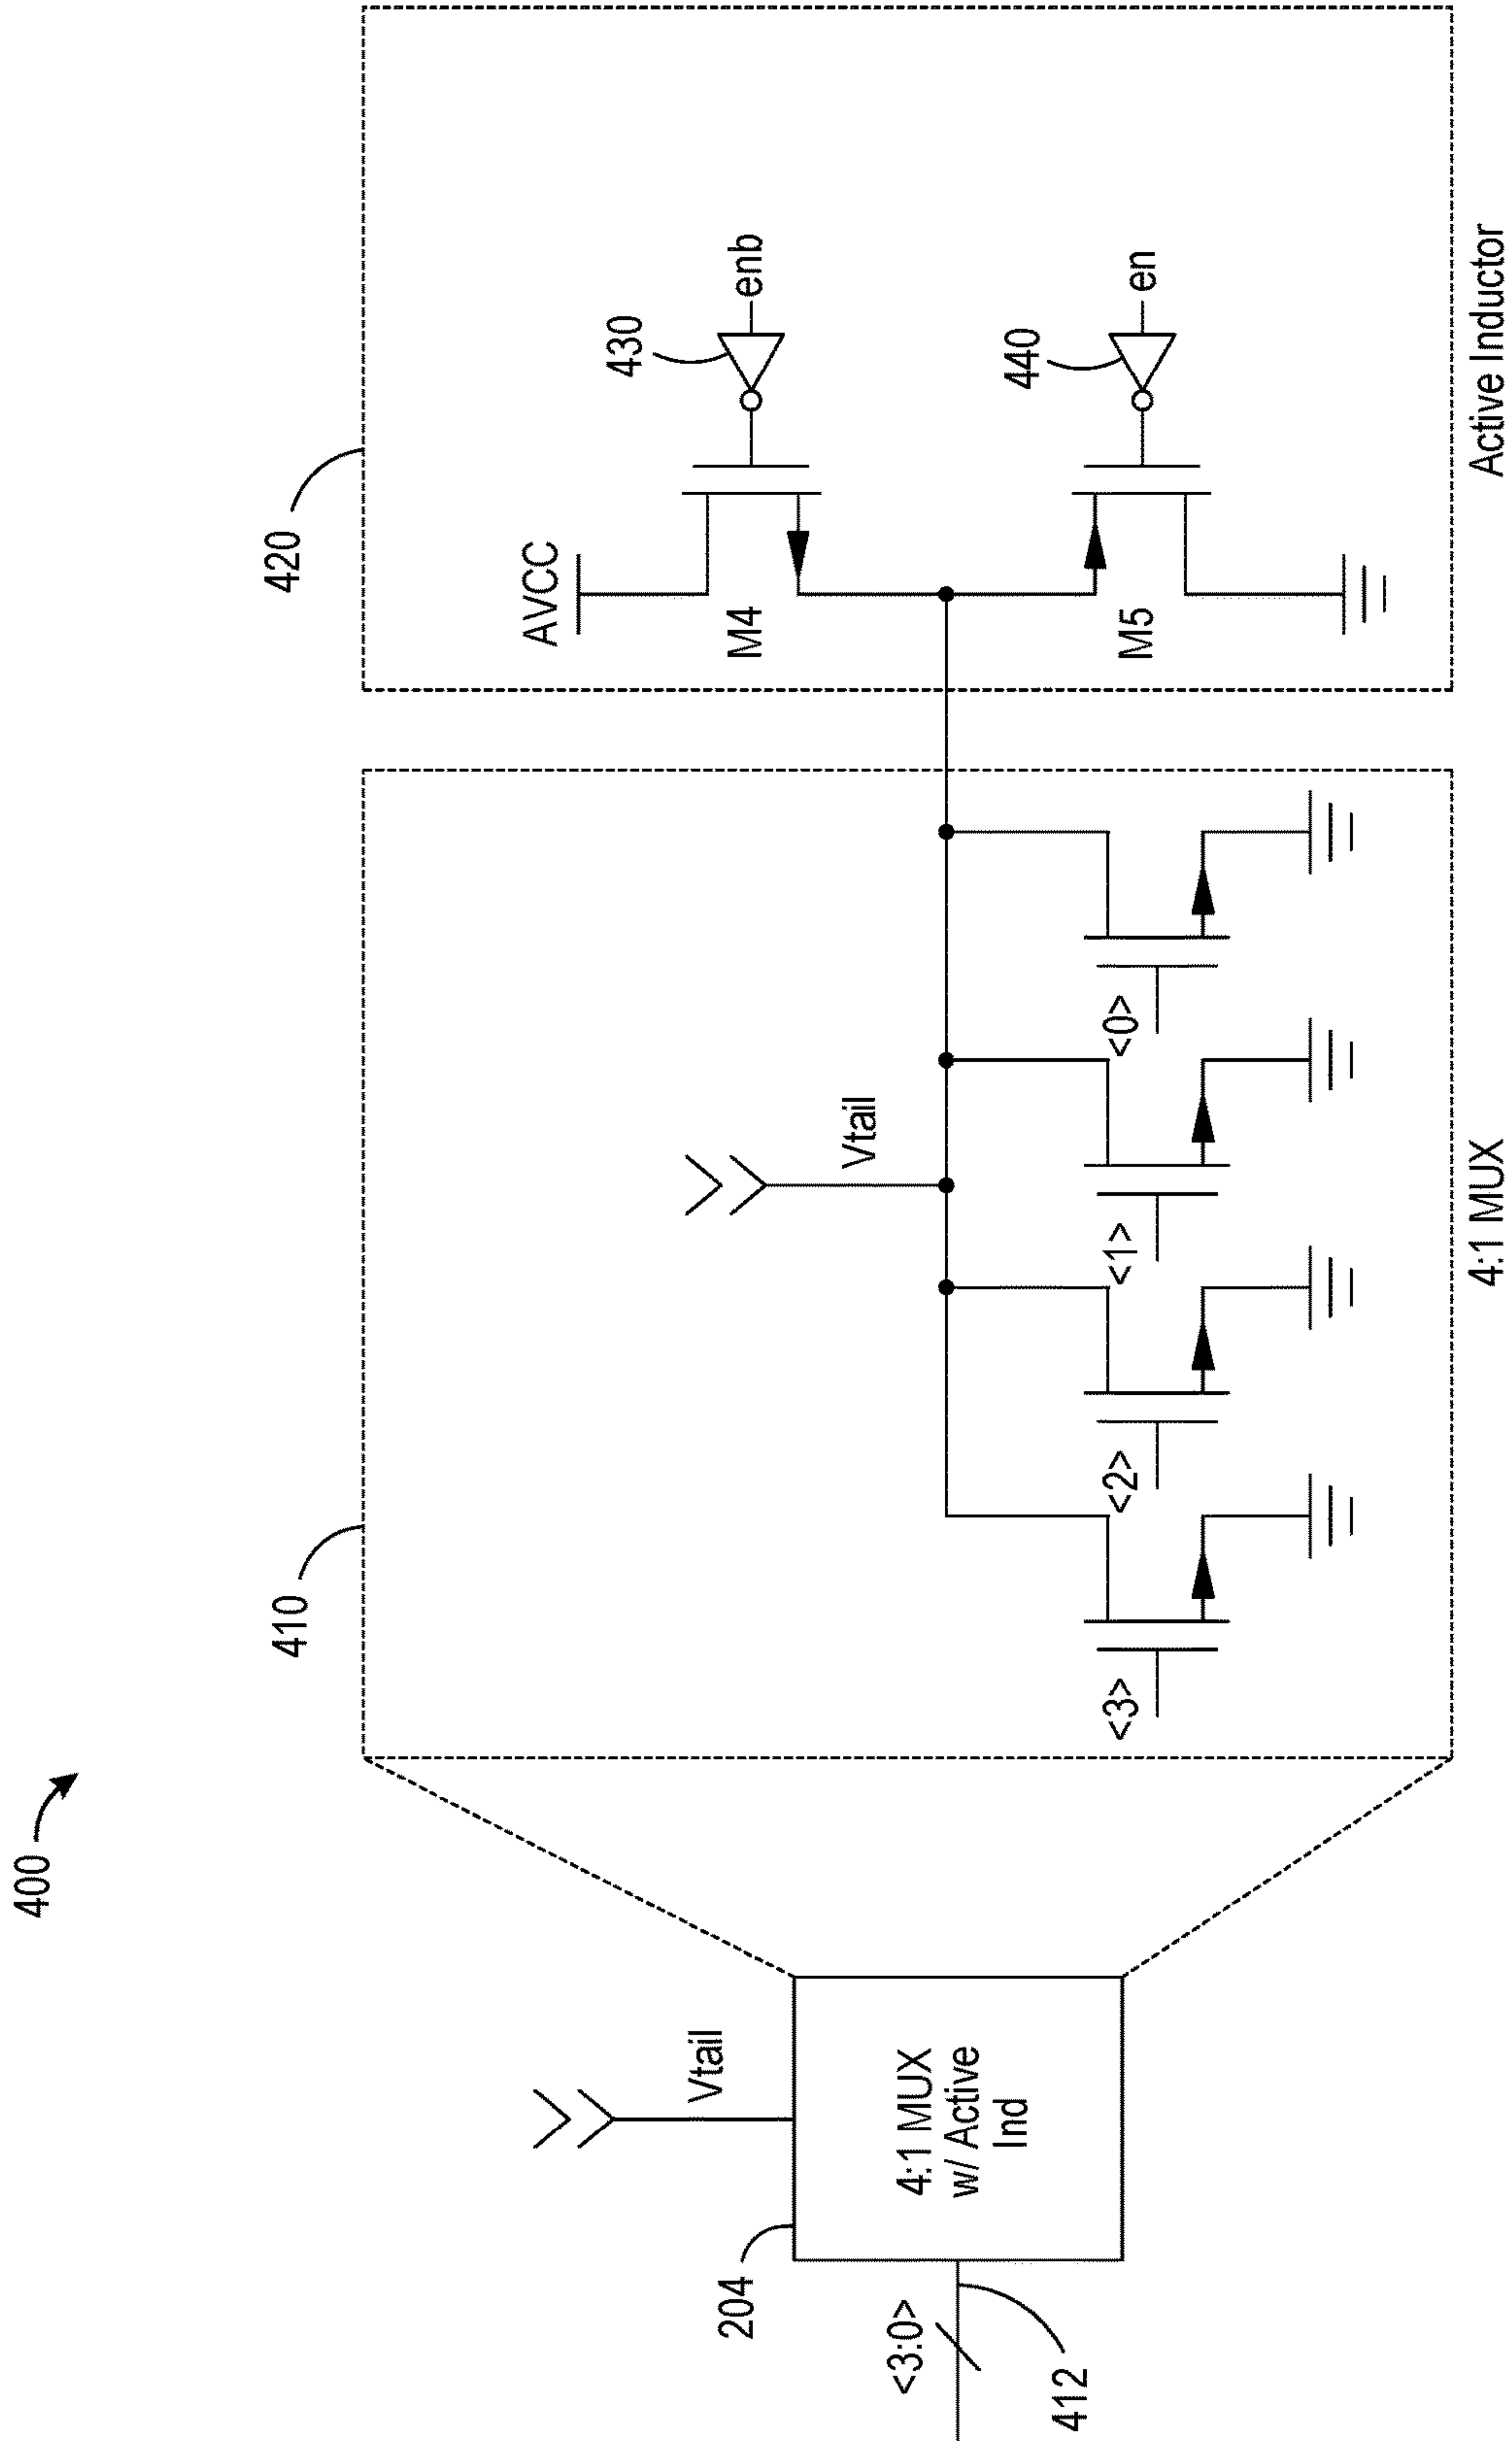 400
410
420
AVCC
430
enb
M4
440
en
M5
Vtail
<3>
<2>
<1>
<0>
4:1 MUX
Active Inductor
Vtail
204
4:1 MUX
w/ Active
Ind
<3:0>
412